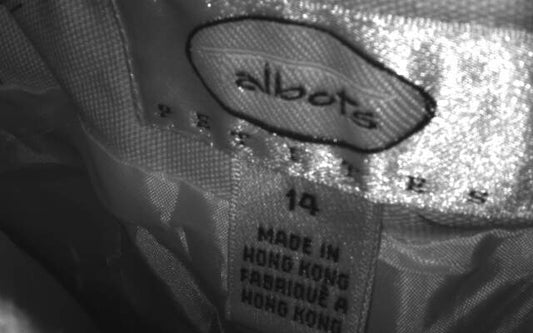 albots
PETITES
14
MADE IN
HONG KONG
FABRIQUÉ A
HONG KONG